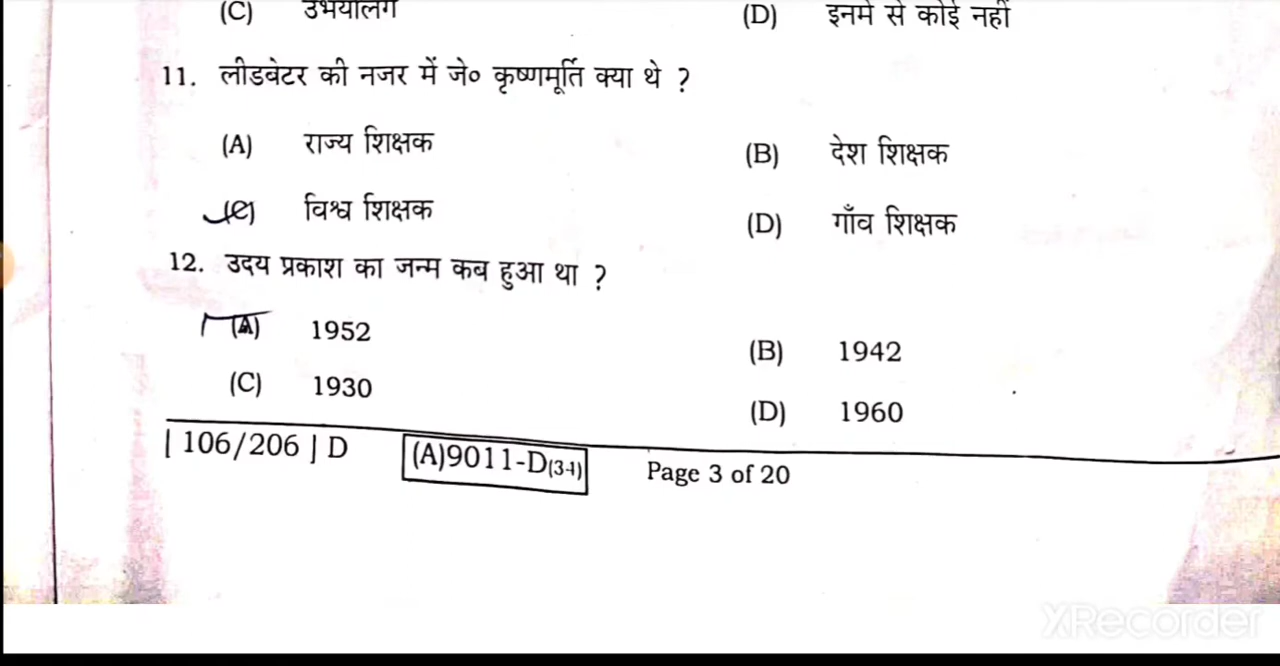 (C) उभयलिंग (D) इनमें से कोई नहीं
11. लीडबेटर की नजर में जे० कृष्णमूर्ति क्या थे ?
(A) राज्य शिक्षक (B) देश शिक्षक
(C) विश्व शिक्षक (D) गाँव शिक्षक
12. उदय प्रकाश का जन्म कब हुआ था ?
(A) 1952 (B) 1942
(C) 1930 (D) 1960
[ 106/206 ] D (A)9011-D(3-I) Page 3 of 20
XRecorder